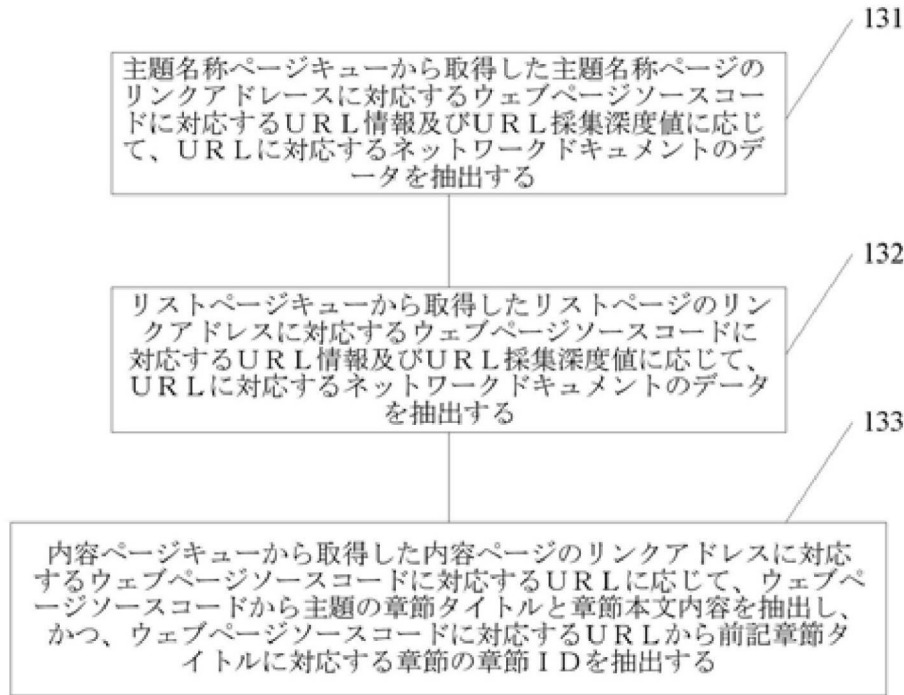 131
主題名称ページキューから取得した主題名称ページの
リンクアドレースに対応するウェブページソースコー
ドに対応するＵＲＬ情報及びＵＲＬ採集深度値に応じ
て、ＵＲＬに対応するネットワークドキュメントのデ
ータを抽出する
132
リストページキューから取得したリストページのリン
クアドレスに対応するウェブページソースコードに
対応するＵＲＬ情報及びＵＲＬ採集深度値に応じて、
ＵＲＬに対応するネットワークドキュメントのデータ
を抽出する
133
内容ページキューから取得した内容ページのリンクアドレスに対応
するウェブページソースコードに対応するＵＲＬに応じて、ウェブペ
ージソースコードから主題の章節タイトルと章節本文内容を抽出し、
かつ、ウェブページソースコードに対応するＵＲＬから前記章節タ
イトルに対応する章節の章節ＩＤを抽出する